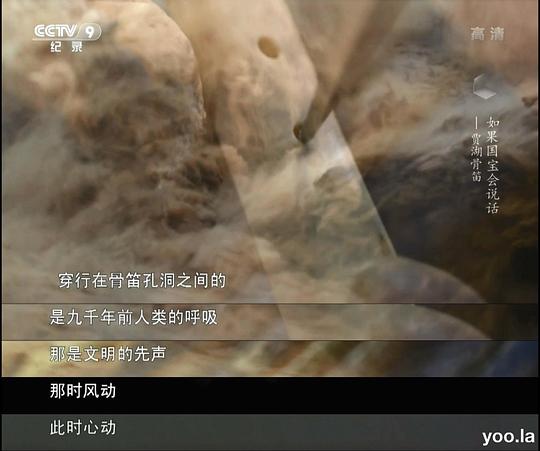 CCTV 9
纪录
高清
如果国宝会说话
—贾湖骨笛
穿行在骨笛孔洞之间的
是九千年前人类的呼吸
那是文明的先声
那时风动
此时心动
yoo.la